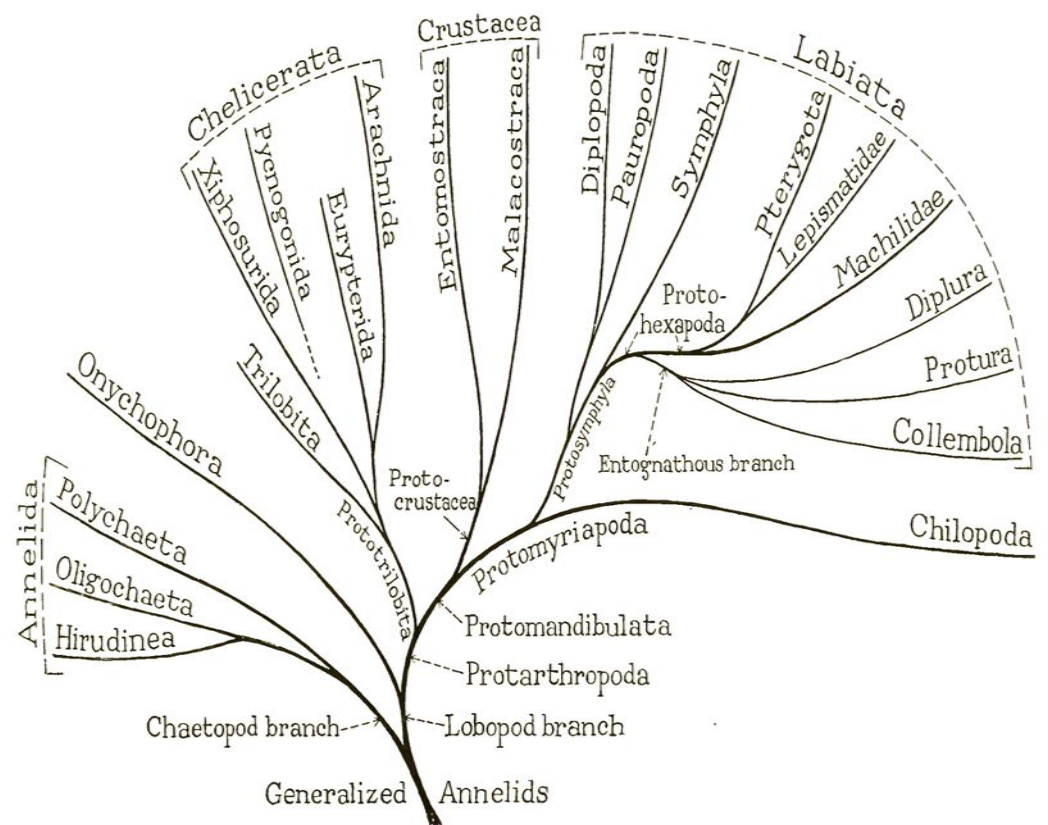 Crustacea
Chelicerata
Labiata
Arachnida
Pycnogonida
Xiphosurida
Eurypterida
Entomostraca
Malacostraca
Diplopoda
Pauropoda
Symphyla
Pterygota
Lepismatidae
Machilidae
Diplura
Protura
Collembola
Proto-
hexapoda
Trilobita
Onychophora
Protosymphyla
Entognathous branch
Proto-
crustacea
Annelida
Polychaeta
Oligochaeta
Hirudinea
Prototrilobita
Protomyriapoda
Chilopoda
Protomandibulata
Protarthropoda
Chaetopod branch
Lobopod branch
Generalized Annelids